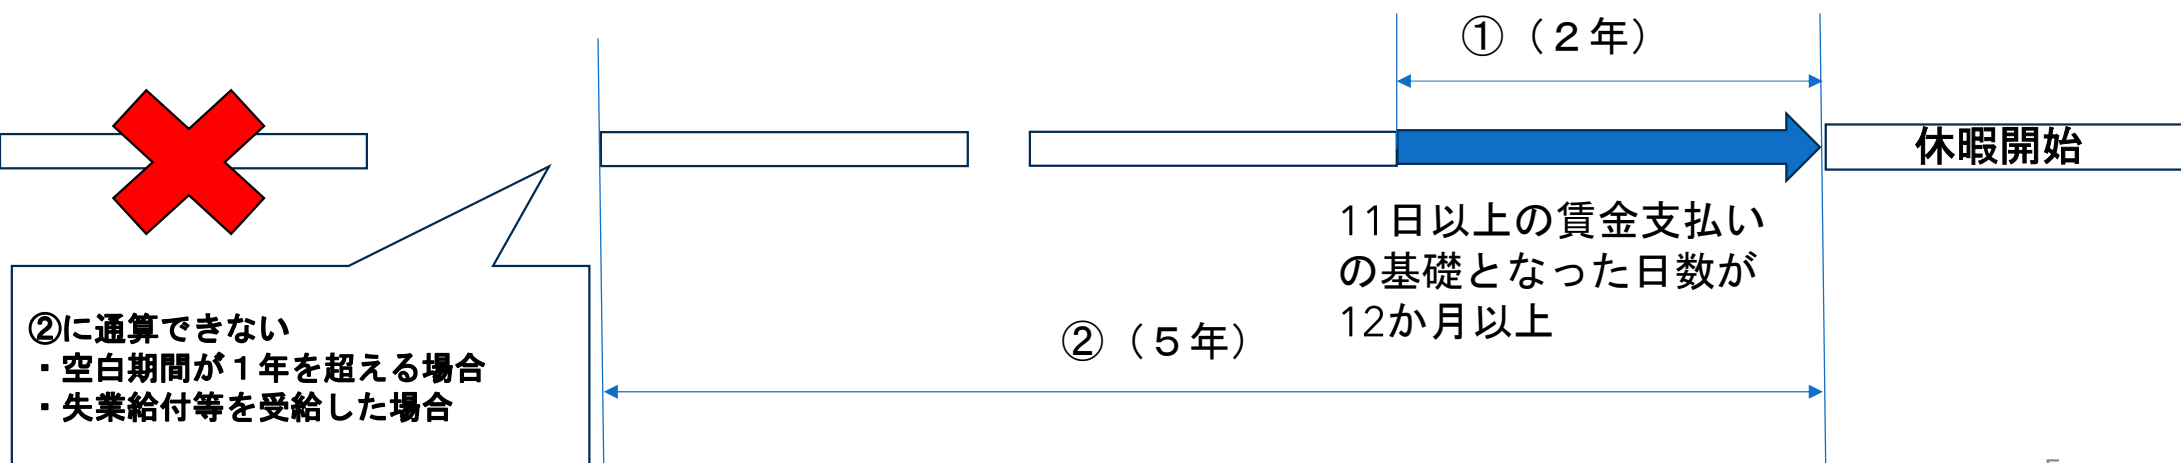 ①（２年）
休暇開始
11日以上の賃金支払い
の基礎となった日数が
12か月以上
②（５年）
②に通算できない
・空白期間が１年を超える場合
・失業給付等を受給した場合